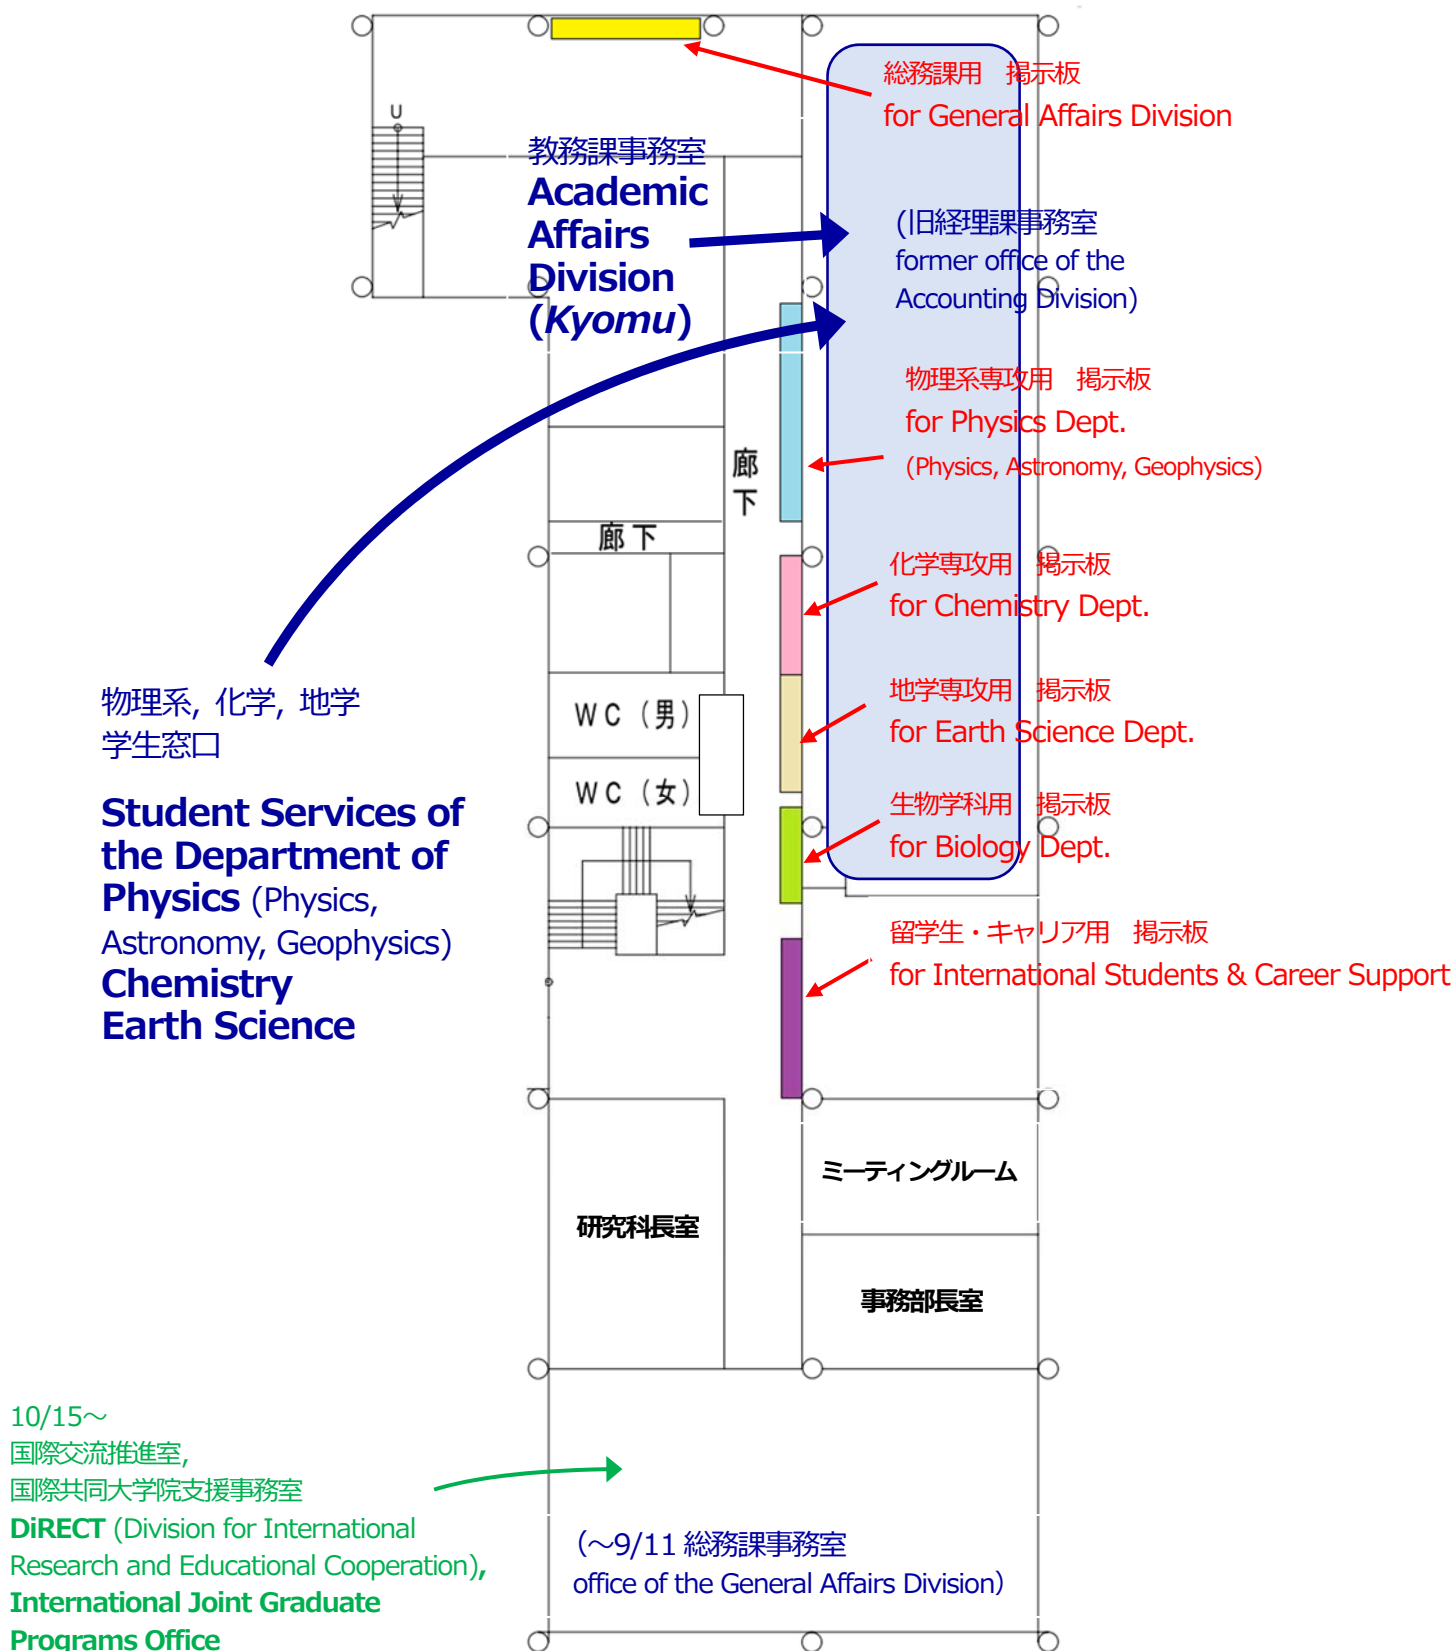 総務課用　掲示板
for General Affairs Division
U
教務課事務室
Academic
Affairs
Division
(Kyomu)
(旧経理課事務室
former office of the
Accounting Division)
物理系専攻用　掲示板
for Physics Dept.
(Physics, Astronomy, Geophysics)
廊下
廊下
化学専攻用　掲示板
for Chemistry Dept.
物理系, 化学, 地学
学生窓口
Student Services of
the Department of
Physics (Physics,
Astronomy, Geophysics)
Chemistry
Earth Science
WC（男）
WC（女）
地学専攻用　掲示板
for Earth Science Dept.
生物学科用　掲示板
for Biology Dept.
留学生・キャリア用　掲示板
for International Students & Career Support
ミーティングルーム
研究科長室
事務部長室
10/15～
国際交流推進室,
国際共同大学院支援事務室
DiRECT (Division for International
Research and Educational Cooperation),
International Joint Graduate
Programs Office
（～9/11 総務課事務室
office of the General Affairs Division）